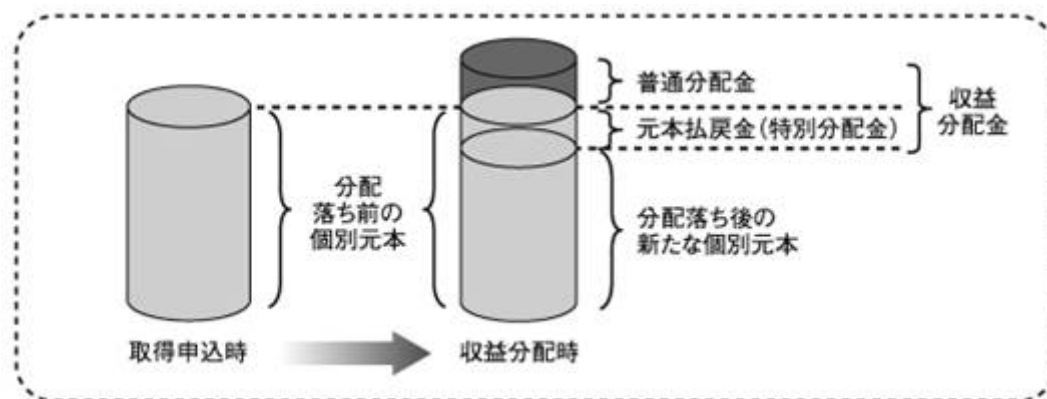 普通分配金
収益
分配金
元本払戻金(特別分配金)
分配
落ち前の
個別元本
分配落ち後の
新たな個別元本
取得申込時
収益分配時